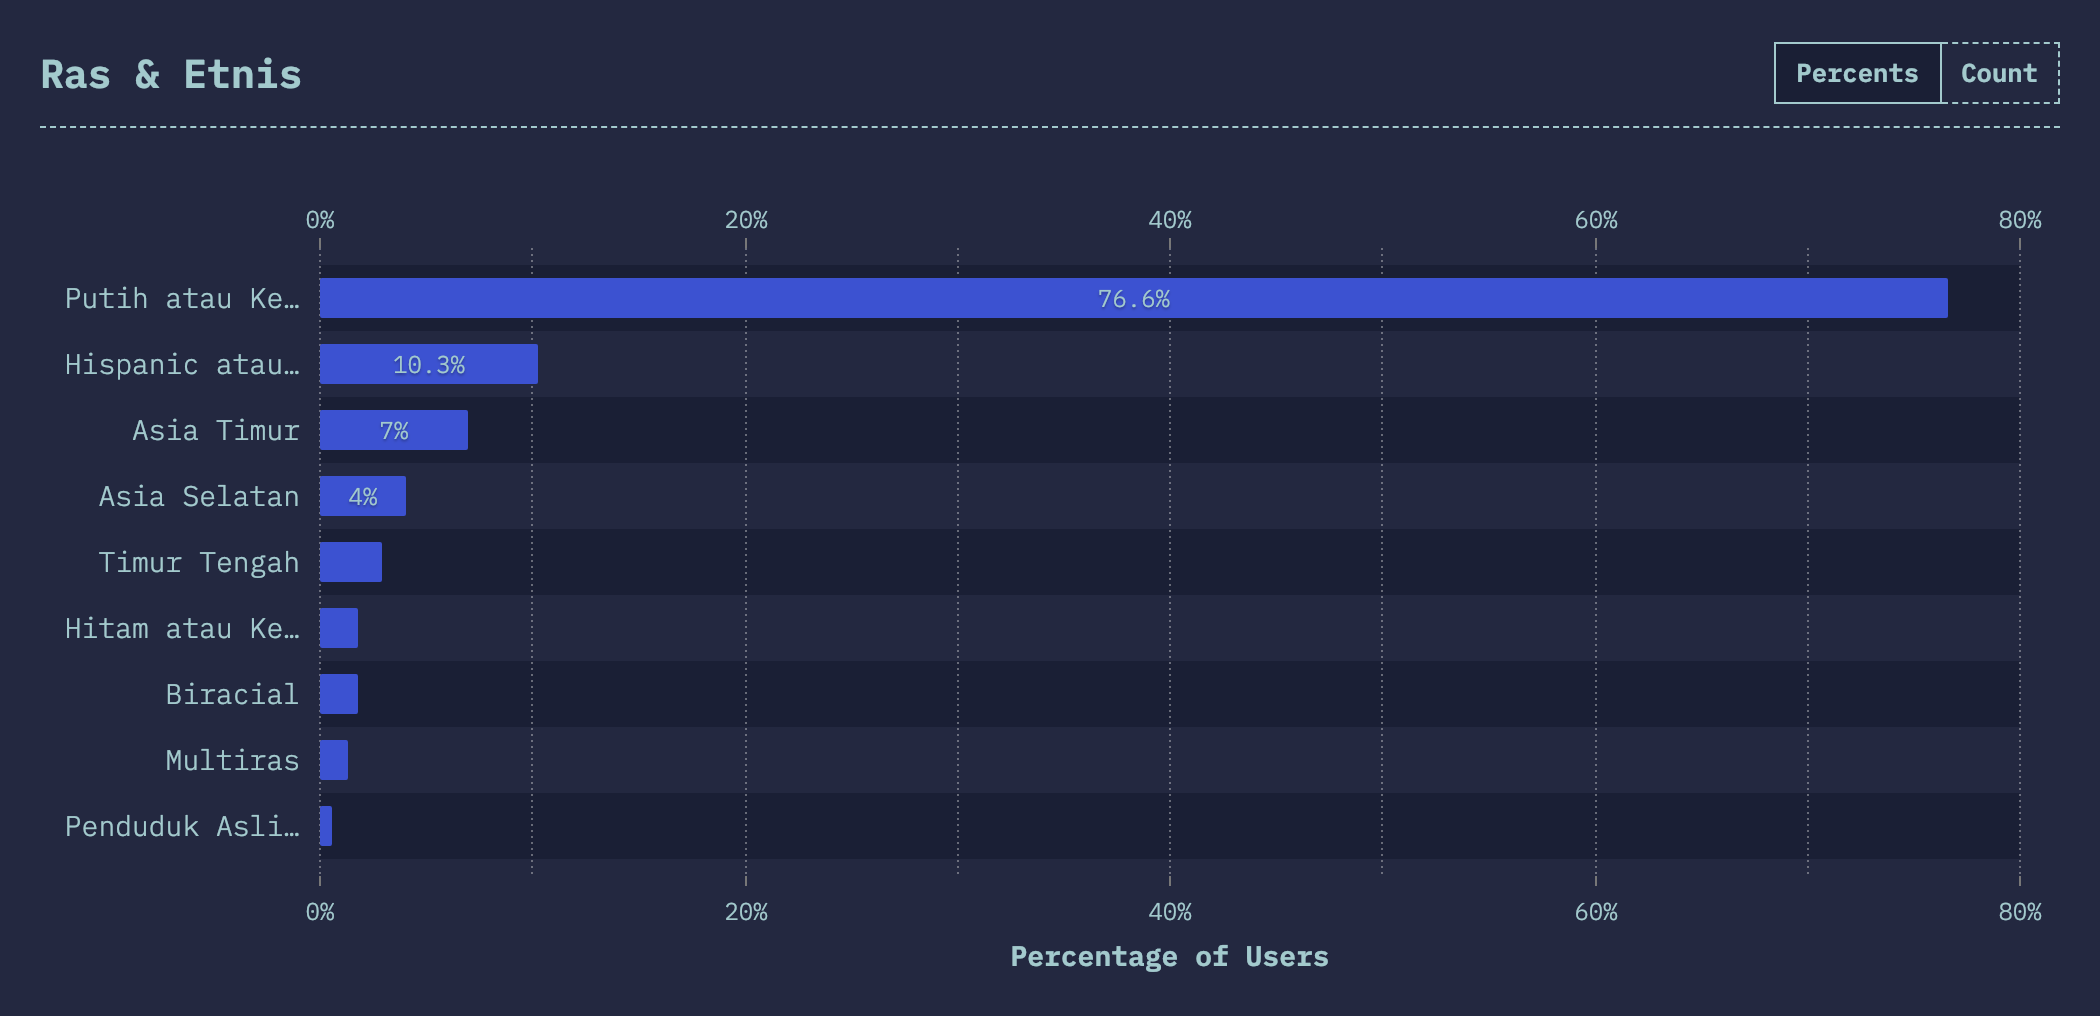 Ras & Etnis
Percents Count
0% 20% 40% 60% 80%
Putih atau Ke… 76.6%
Hispanic atau… 10.3%
Asia Timur 7%
Asia Selatan 4%
Timur Tengah
Hitam atau Ke…
Biracial
Multiras
Penduduk Asli…
0% 20% 40% 60% 80%
Percentage of Users